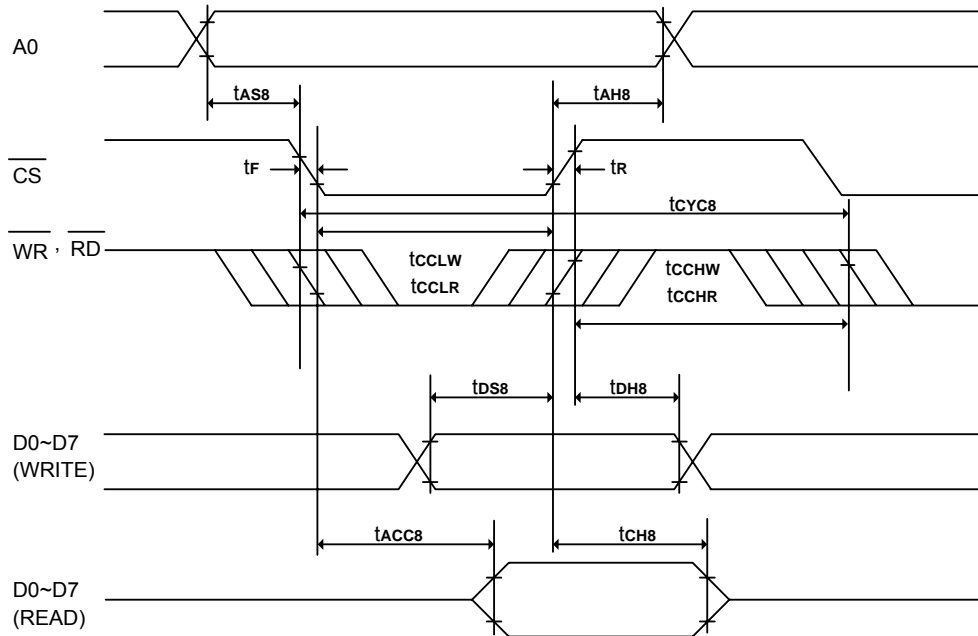 A0
tAS8
tAH8
CS
tF
tR
tCYC8
WR , RD
tCCLW
tCCLR
tCCHW
tCCHR
tDS8
tDH8
D0~D7
(WRITE)
tACC8
tCH8
D0~D7
(READ)